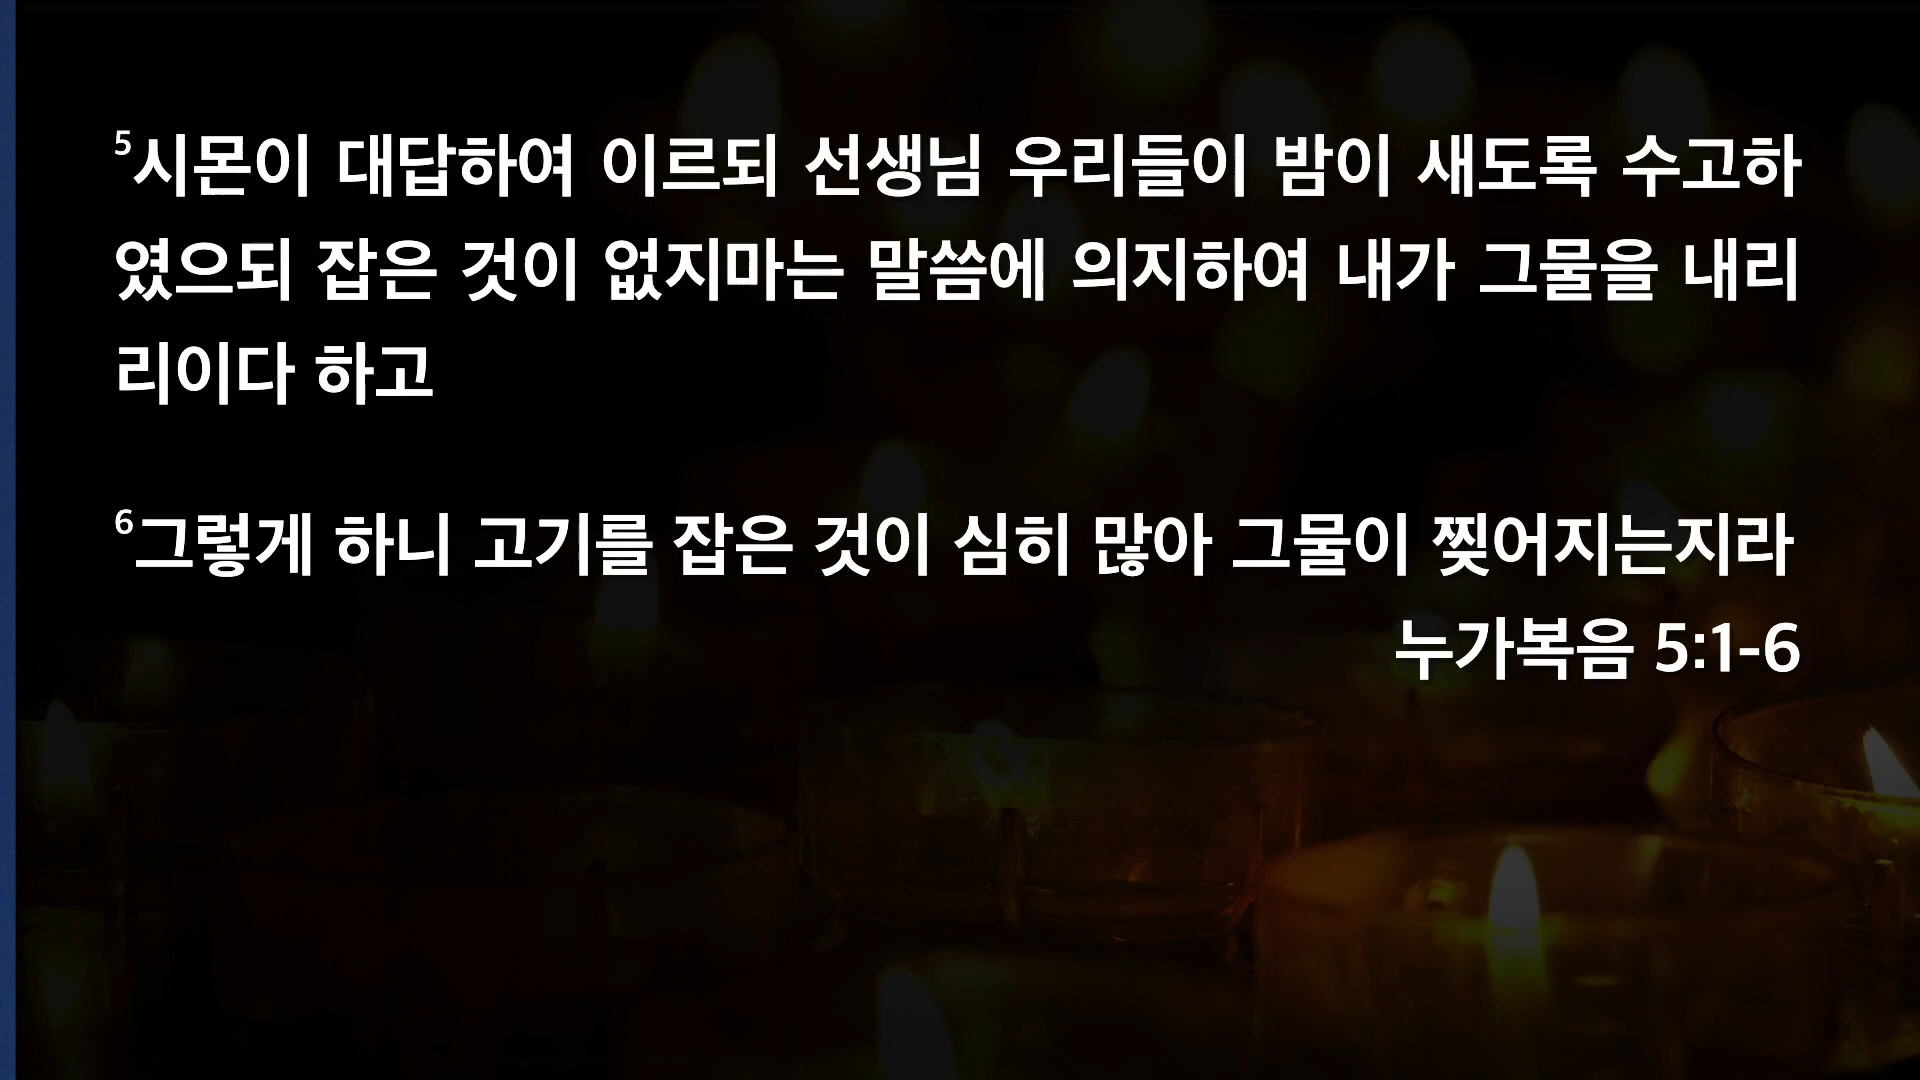 ⁵시몬이 대답하여 이르되 선생님 우리들이 밤이 새도록 수고하
였으되 잡은 것이 없지마는 말씀에 의지하여 내가 그물을 내리
리이다 하고
⁶그렇게 하니 고기를 잡은 것이 심히 많아 그물이 찢어지는지라
누가복음 5:1-6